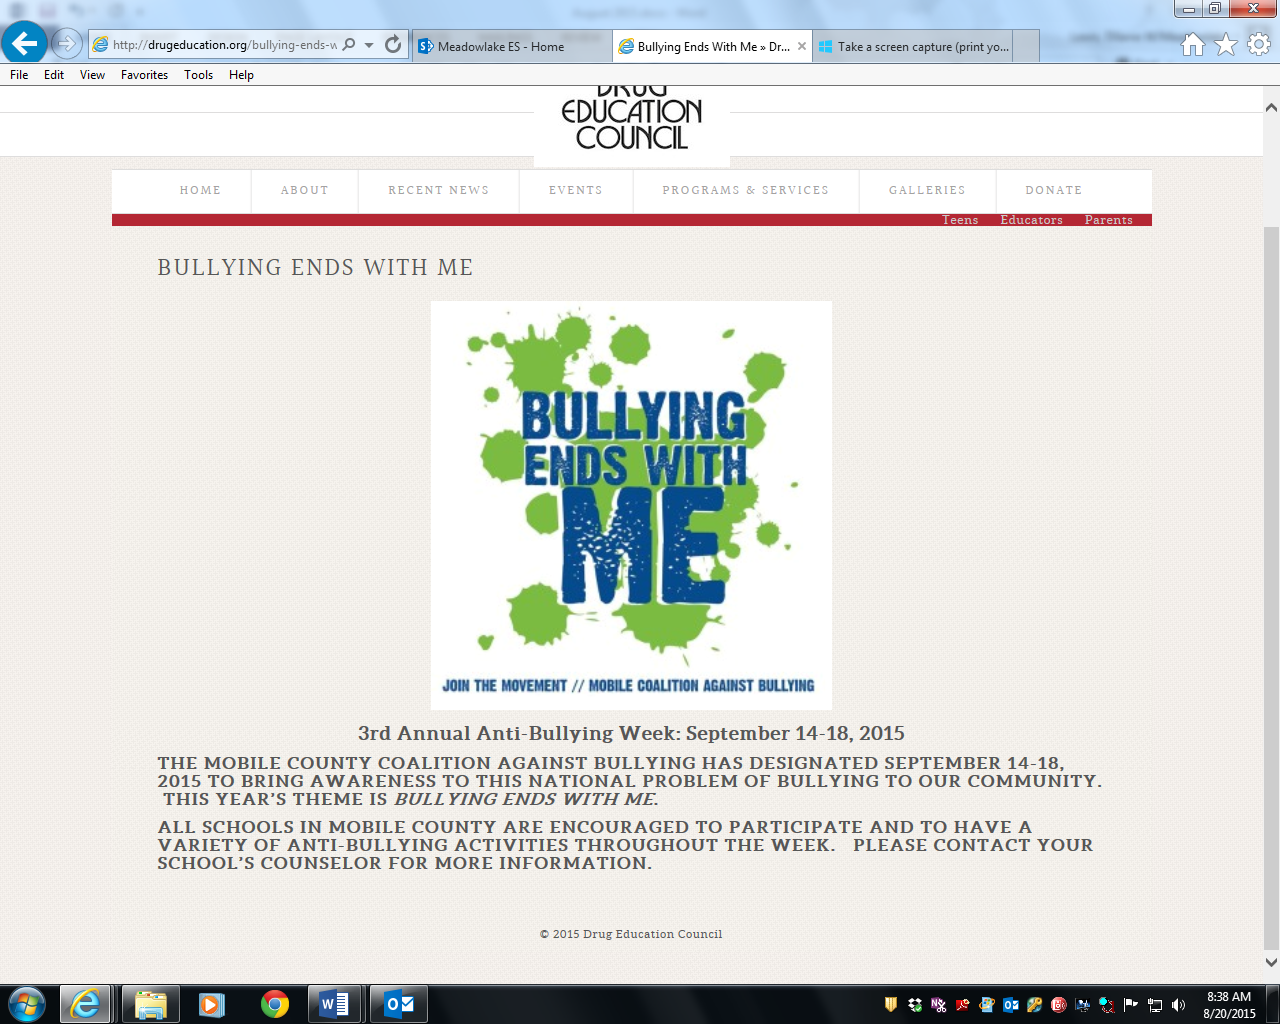 http://drugeducation.org/bullying-ends-w
Meadowlake ES - Home
Bullying Ends With Me » Dr...
Take a screen capture (print yo...
File Edit View Favorites Tools Help
DRUG
EDUCATION
COUNCIL
HOME ABOUT RECENT NEWS EVENTS PROGRAMS & SERVICES GALLERIES DONATE
Teens Educators Parents
BULLYING ENDS WITH ME
BULLYING
ENDS WITH
ME
JOIN THE MOVEMENT // MOBILE COALITION AGAINST BULLYING
3rd Annual Anti-Bullying Week: September 14-18, 2015
THE MOBILE COUNTY COALITION AGAINST BULLYING HAS DESIGNATED SEPTEMBER 14-18,
2015 TO BRING AWARENESS TO THIS NATIONAL PROBLEM OF BULLYING TO OUR COMMUNITY.
THIS YEAR'S THEME IS BULLYING ENDS WITH ME.
ALL SCHOOLS IN MOBILE COUNTY ARE ENCOURAGED TO PARTICIPATE AND TO HAVE A
VARIETY OF ANTI-BULLYING ACTIVITIES THROUGHOUT THE WEEK. PLEASE CONTACT YOUR
SCHOOL'S COUNSELOR FOR MORE INFORMATION.
© 2015 Drug Education Council
8:38 AM
8/20/2015